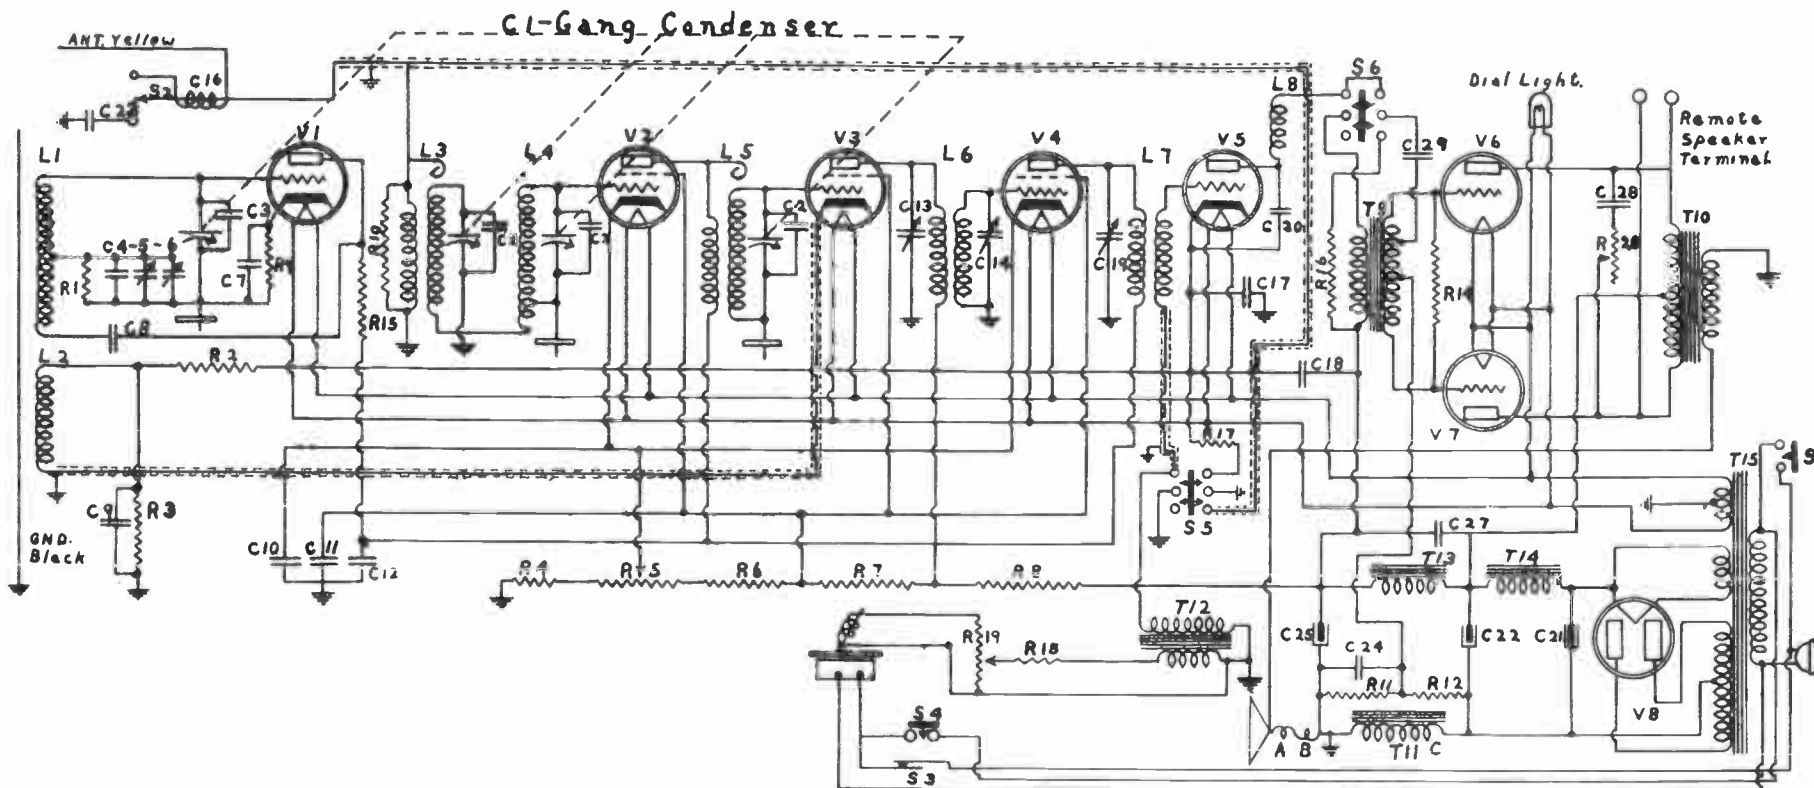 C1-Gang Condenser
ANT. Yellow
C16
S2
C23
V1
V2
V3
V4
V5
L8
S6
Dial Light.
Remote
Speaker
Terminal
L1
L3
L4
L5
L6
L7
C29
V6
C28
C3
C13
C20
T9
T10
C4-5-6
C2
C2
C2
C14
C19
R1
C7
R16
C17
C8
R15
L2
R2
C18
V7
R17
T15
S
C9
R3
S5
C27
GND.
Black
C10
C11
C12
R4
R5
R6
R7
R8
T13
T14
T12
R19
R18
C25
C22
C21
C24
R11
R12
V8
S4
S3
A
B
T11
C